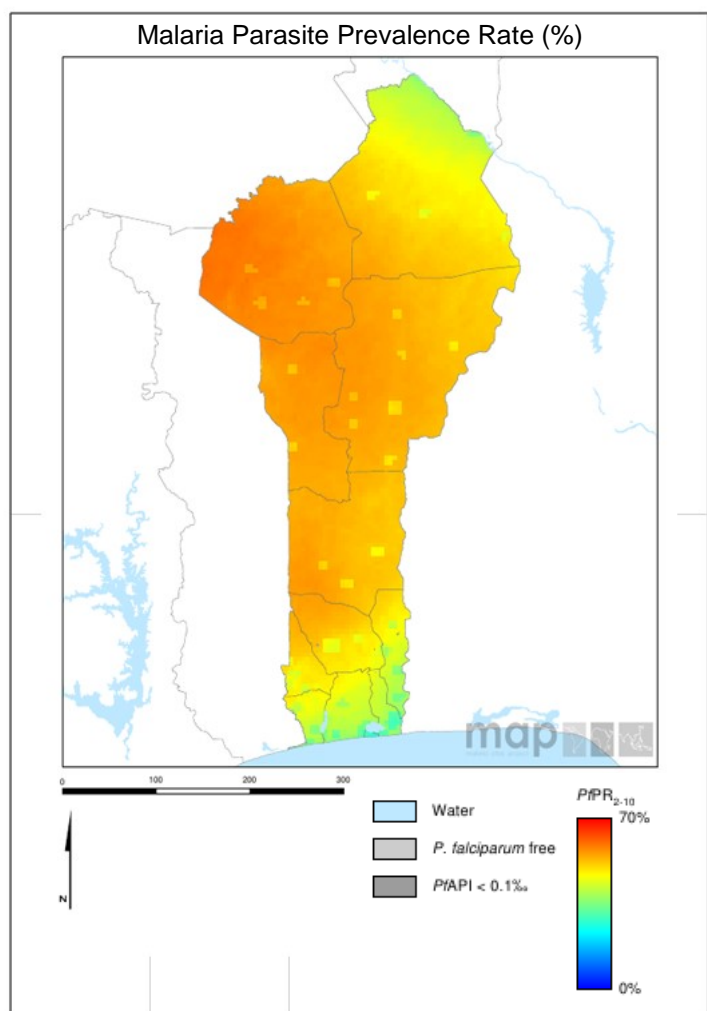 Malaria Parasite Prevalence Rate (%)
map
0 100 200 300
Water
P. falciparum free
PfAPI < 0.1‰
N
PfPR2-10
70%
0%